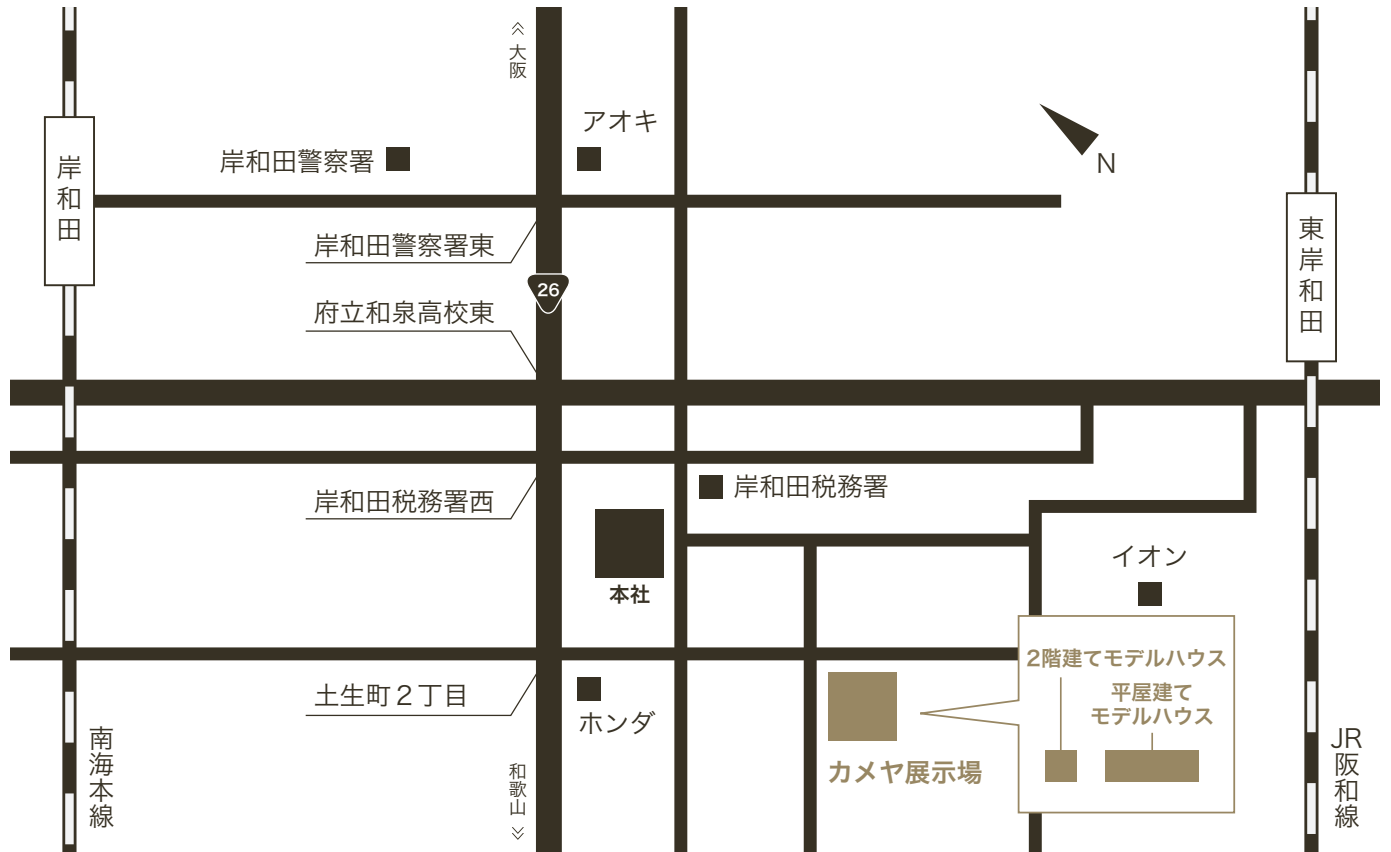 大阪
アオキ
岸和田警察署
N
岸和田
岸和田警察署東
東岸和田
26
府立和泉高校東
岸和田税務署
岸和田税務署西
イオン
本社
2階建てモデルハウス
土生町２丁目
平屋建て
モデルハウス
ホンダ
南海本線
JR阪和線
カメヤ展示場
和歌山